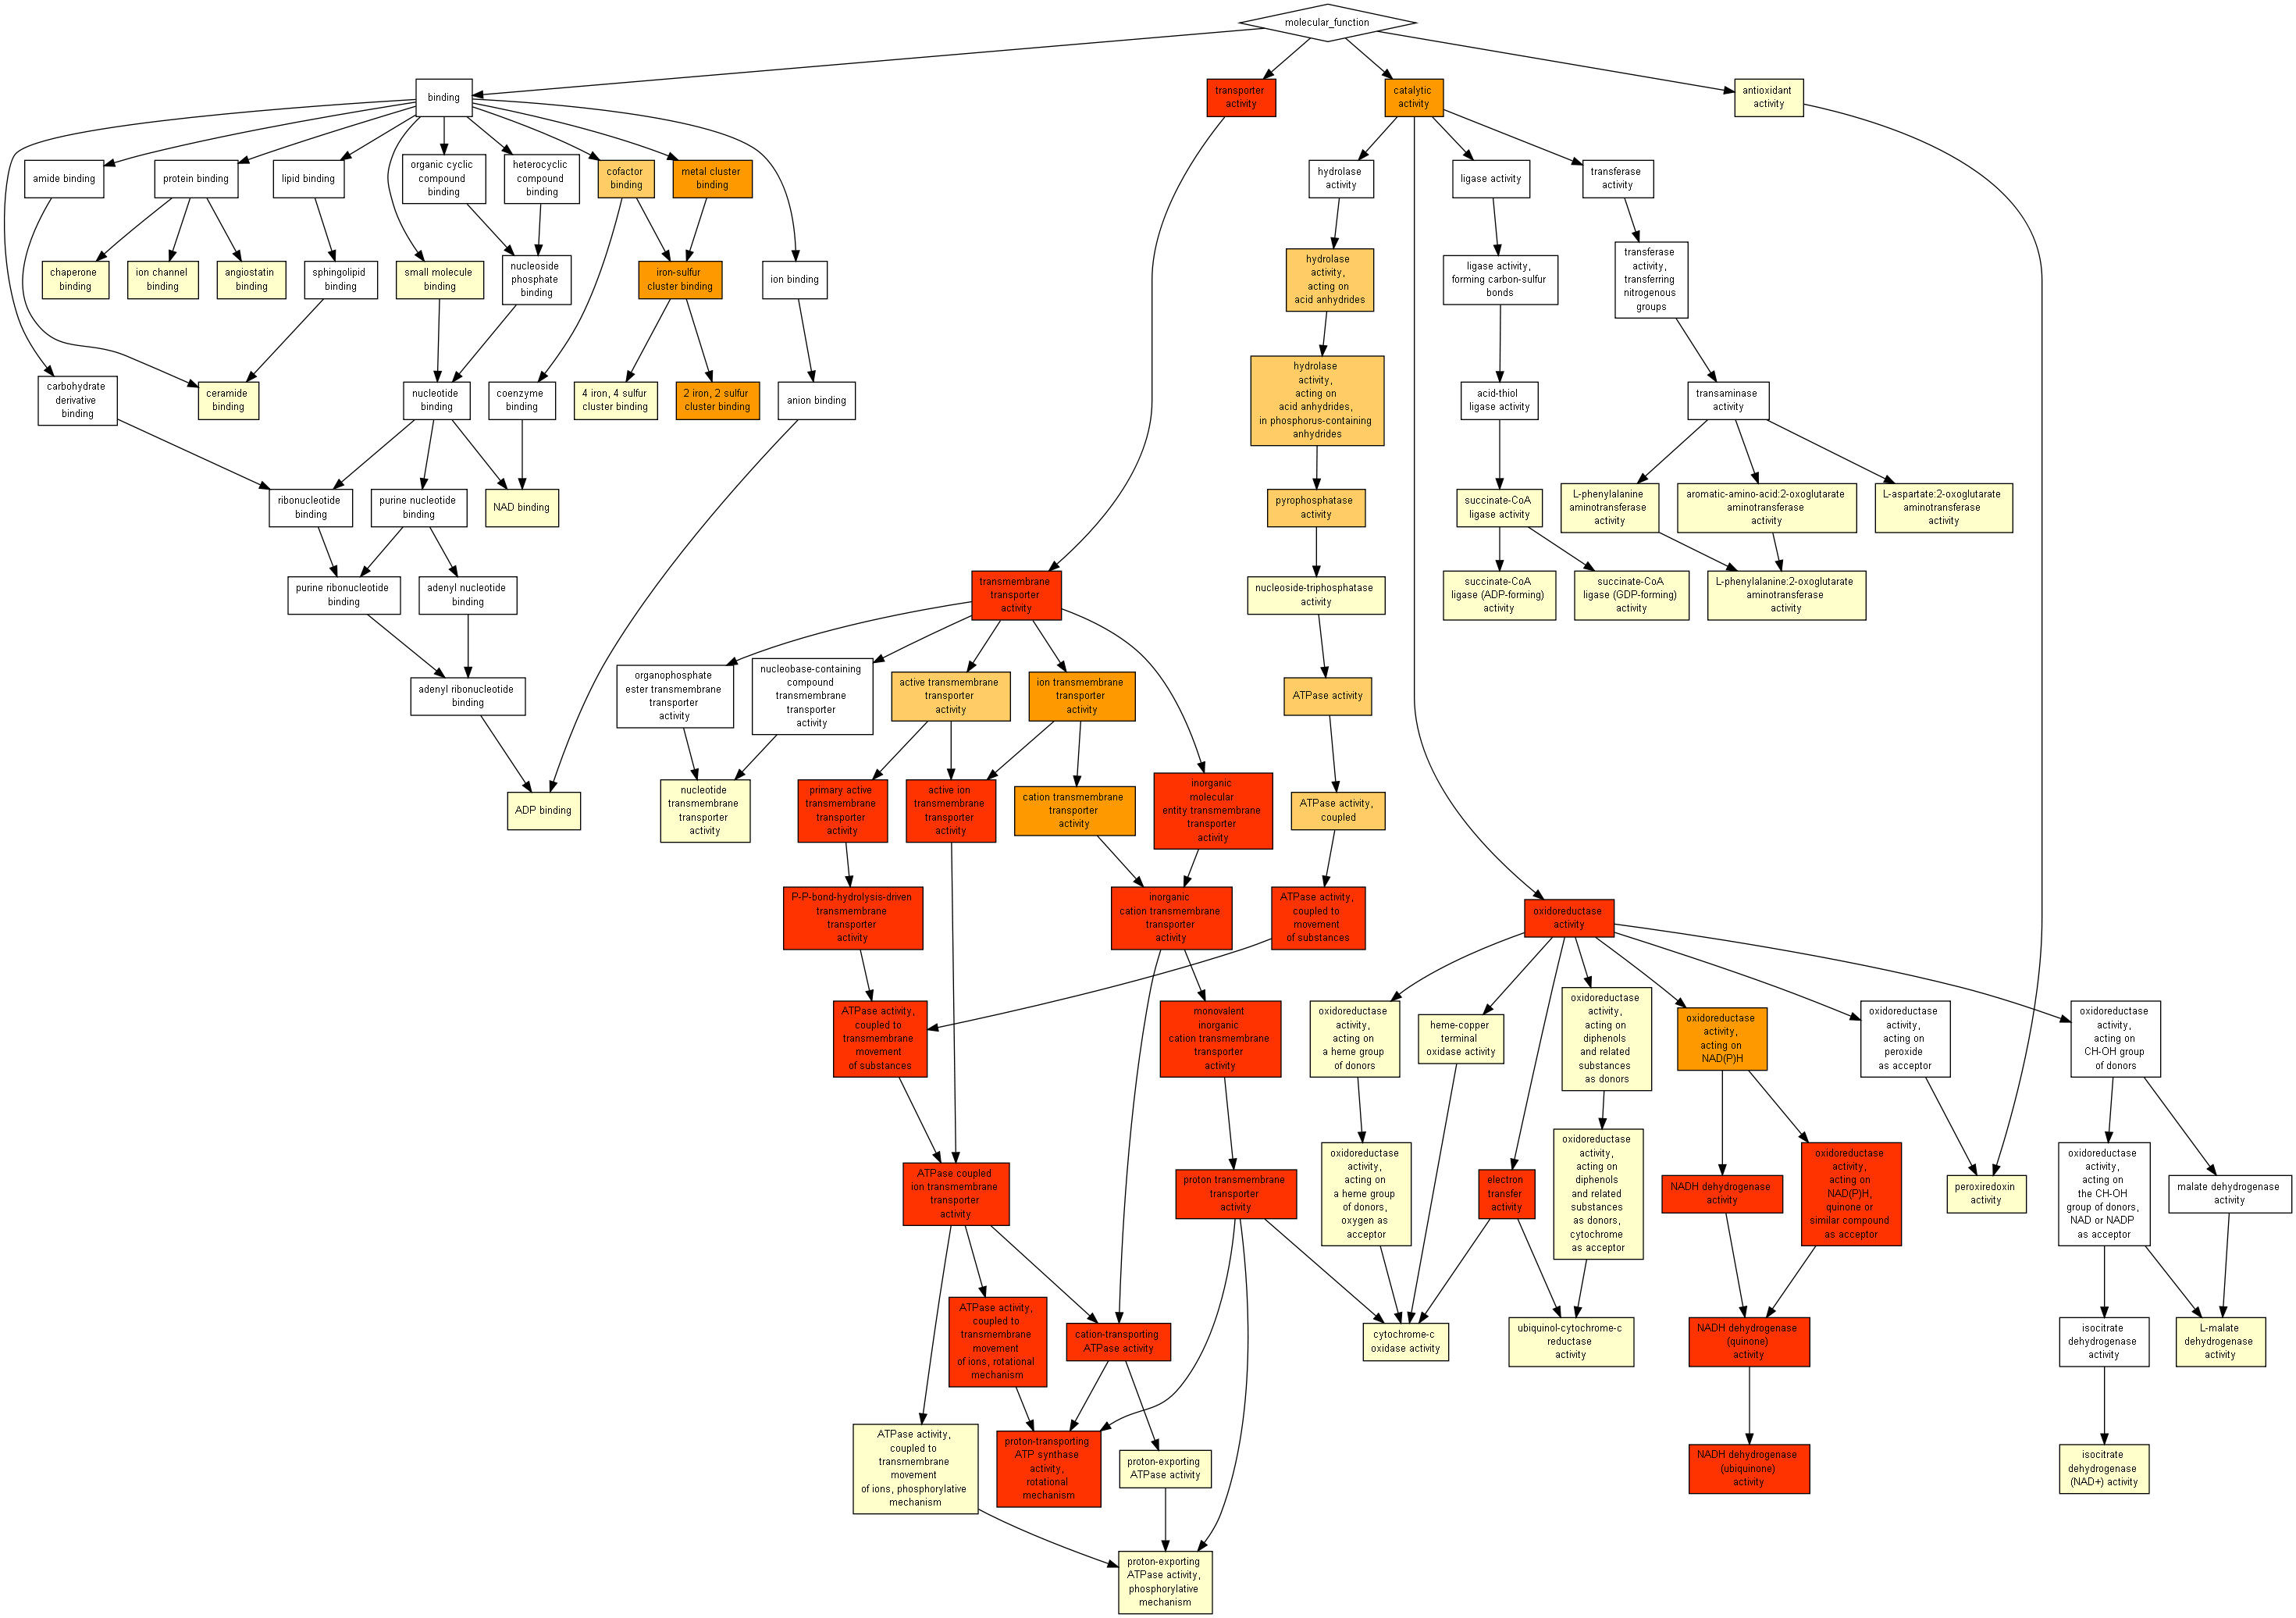 molecular_function
binding
transporter
activity
catalytic
activity
antioxidant
activity
amide binding
protein binding
lipid binding
organic cyclic
compound
binding
heterocyclic
compound
binding
cofactor
binding
metal cluster
binding
hydrolase
activity
ligase activity
transferase
activity
chaperone
binding
ion channel
binding
angiostatin
binding
sphingolipid
binding
small molecule
binding
nucleoside
phosphate
binding
iron-sulfur
cluster binding
ion binding
hydrolase
activity,
acting on
acid anhydrides
ligase activity,
forming carbon-sulfur
bonds
transferase
activity,
transferring
nitrogenous
groups
carbohydrate
derivative
binding
ceramide
binding
nucleotide
binding
coenzyme
binding
4 iron, 4 sulfur
cluster binding
2 iron, 2 sulfur
cluster binding
anion binding
hydrolase
activity,
acting on
acid anhydrides,
in phosphorus-containing
anhydrides
acid-thiol
ligase activity
transaminase
activity
ribonucleotide
binding
purine nucleotide
binding
NAD binding
pyrophosphatase
activity
succinate-CoA
ligase activity
L-phenylalanine
aminotransferase
activity
aromatic-amino-acid:2-oxoglutarate
aminotransferase
activity
L-aspartate:2-oxoglutarate
aminotransferase
activity
purine ribonucleotide
binding
adenyl nucleotide
binding
transmembrane
transporter
activity
nucleoside-triphosphatase
activity
succinate-CoA
ligase (ADP-forming)
activity
succinate-CoA
ligase (GDP-forming)
activity
L-phenylalanine:2-oxoglutarate
aminotransferase
activity
adenyl ribonucleotide
binding
organophosphate
ester transmembrane
transporter
activity
nucleobase-containing
compound
transmembrane
transporter
activity
active transmembrane
transporter
activity
ion transmembrane
transporter
activity
ATPase activity
ADP binding
nucleotide
transmembrane
transporter
activity
primary active
transmembrane
transporter
activity
active ion
transmembrane
transporter
activity
cation transmembrane
transporter
activity
inorganic
molecular
entity transmembrane
transporter
activity
ATPase activity,
coupled
P-P-bond-hydrolysis-driven
transmembrane
transporter
activity
inorganic
cation transmembrane
transporter
activity
ATPase activity,
coupled to
movement
of substances
oxidoreductase
activity
ATPase activity,
coupled to
transmembrane
movement
of substances
monovalent
inorganic
cation transmembrane
transporter
activity
oxidoreductase
activity,
acting on
a heme group
of donors
heme-copper
terminal
oxidase activity
oxidoreductase
activity,
acting on
diphenols
and related
substances
as donors
oxidoreductase
activity,
acting on
NAD(P)H
oxidoreductase
activity,
acting on
peroxide
as acceptor
oxidoreductase
activity,
acting on
CH-OH group
of donors
ATPase coupled
ion transmembrane
transporter
activity
proton transmembrane
transporter
activity
oxidoreductase
activity,
acting on
a heme group
of donors,
oxygen as
acceptor
electron
transfer
activity
oxidoreductase
activity,
acting on
diphenols
and related
substances
as donors,
cytochrome
as acceptor
NADH dehydrogenase
activity
oxidoreductase
activity,
acting on
NAD(P)H,
quinone or
similar compound
as acceptor
peroxiredoxin
activity
oxidoreductase
activity,
acting on
the CH-OH
group of donors,
NAD or NADP
as acceptor
malate dehydrogenase
activity
ATPase activity,
coupled to
transmembrane
movement
of ions, rotational
mechanism
cation-transporting
ATPase activity
cytochrome-c
oxidase activity
ubiquinol-cytochrome-c
reductase
activity
NADH dehydrogenase
(quinone)
activity
isocitrate
dehydrogenase
activity
L-malate
dehydrogenase
activity
ATPase activity,
coupled to
transmembrane
movement
of ions, phosphorylative
mechanism
proton-transporting
ATP synthase
activity,
rotational
mechanism
proton-exporting
ATPase activity
NADH dehydrogenase
(ubiquinone)
activity
isocitrate
dehydrogenase
(NAD+) activity
proton-exporting
ATPase activity,
phosphorylative
mechanism